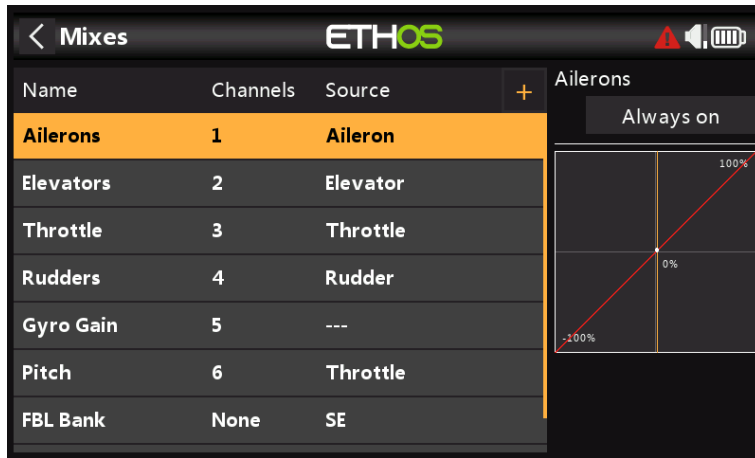 Mixes ETHOS
Name Channels Source +
Ailerons 1 Aileron
Elevators 2 Elevator
Throttle 3 Throttle
Rudders 4 Rudder
Gyro Gain 5 ---
Pitch 6 Throttle
FBL Bank None SE
Ailerons
Always on
100%
0%
-100%